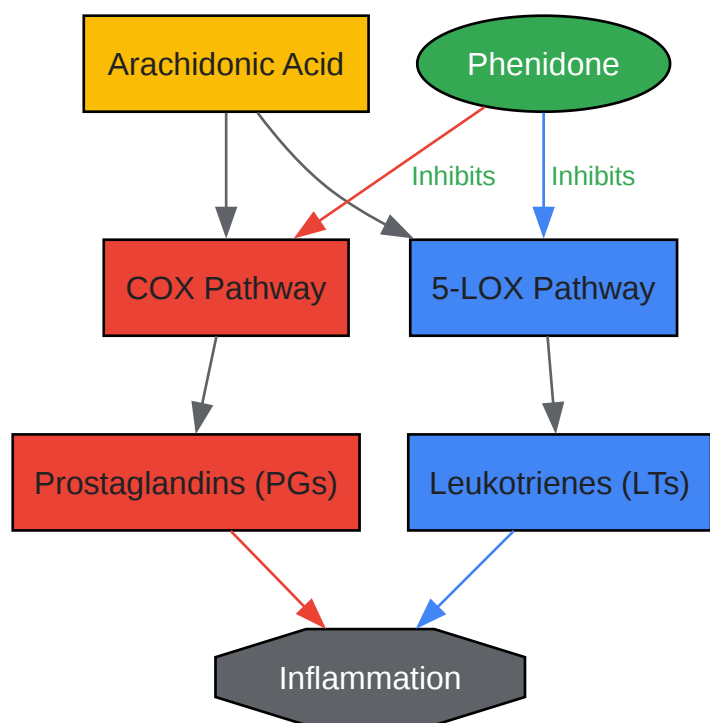 Arachidonic Acid
Phenidone
Inhibits
Inhibits
COX Pathway
5-LOX Pathway
Prostaglandins (PGs)
Leukotrienes (LTs)
Inflammation